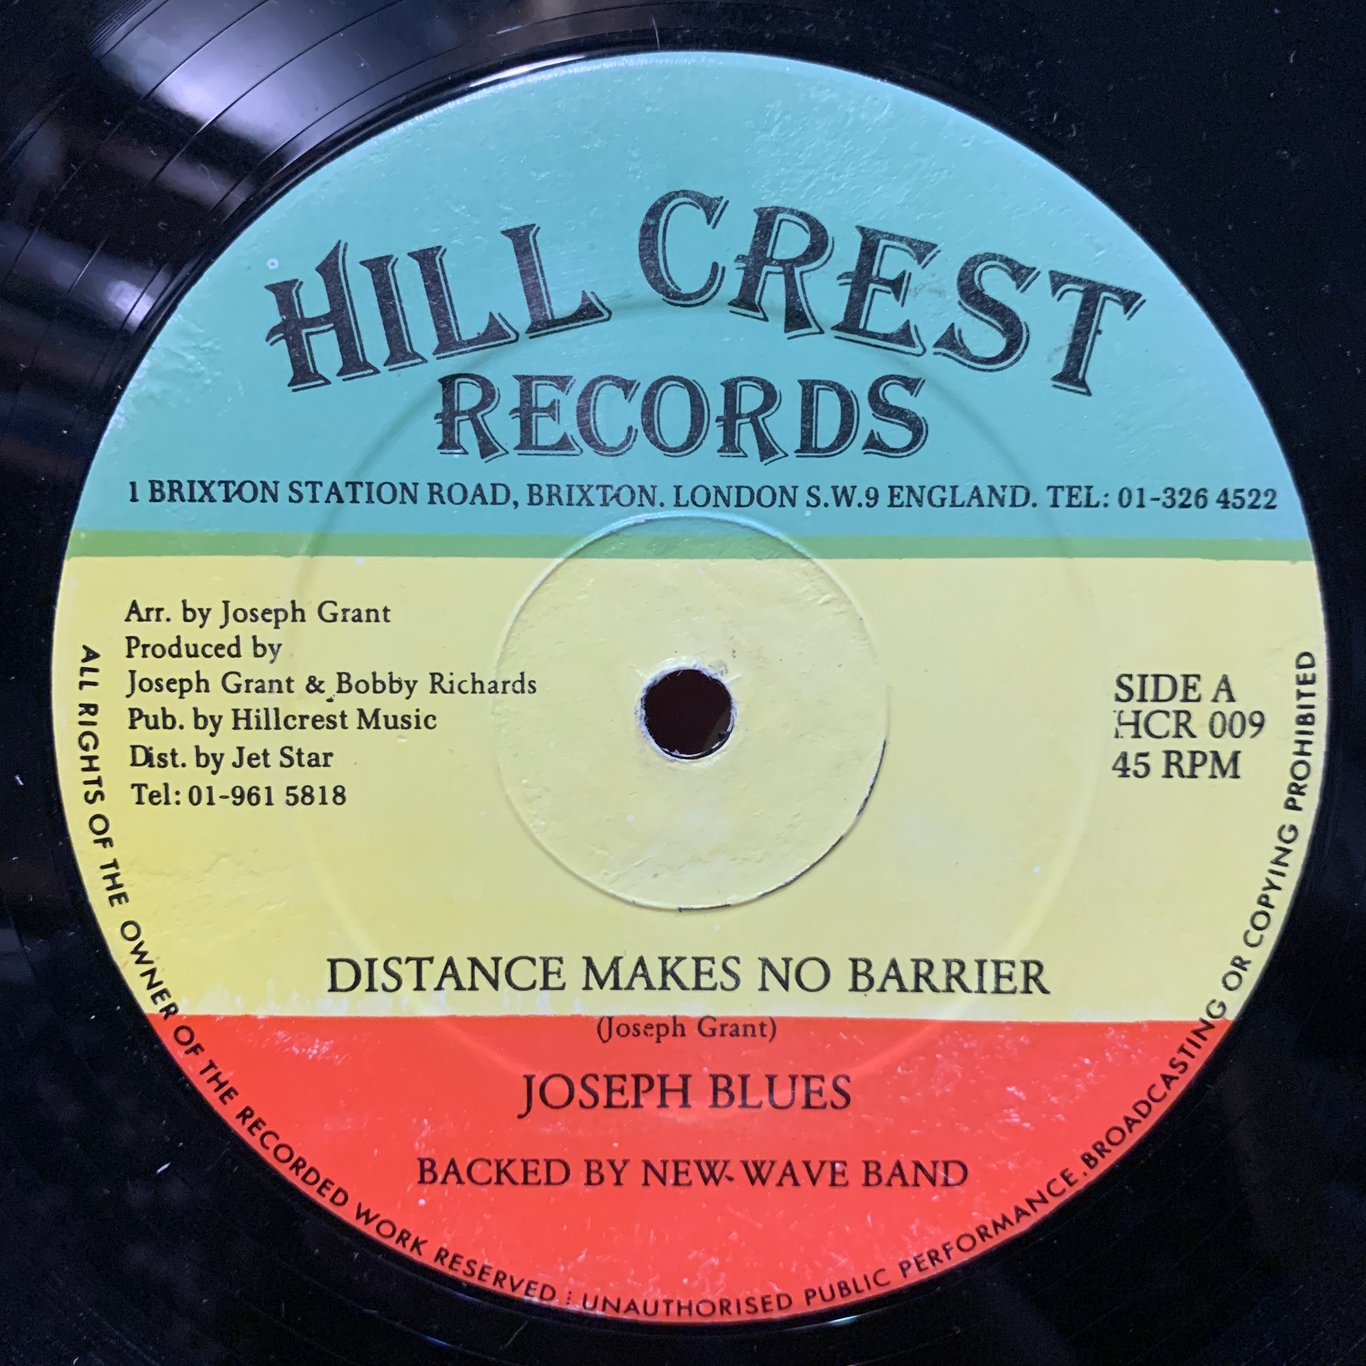 HILL CREST
RECORDS
1 BRIXTON STATION ROAD, BRIXTON. LONDON S.W.9 ENGLAND. TEL: 01-326 4522
Arr. by Joseph Grant
Produced by
Joseph Grant & Bobby Richards
Pub. by Hillcrest Music
Dist. by Jet Star
Tel: 01-961 5818
SIDE A
HCR 009
45 RPM
DISTANCE MAKES NO BARRIER
(Joseph Grant)
JOSEPH BLUES
BACKED BY NEW-WAVE BAND
ALL RIGHTS OF THE OWNER OF THE RECORDED WORK RESERVED : UNAUTHORISED PUBLIC PERFORMANCE, BROADCASTING OR COPYING PROHIBITED